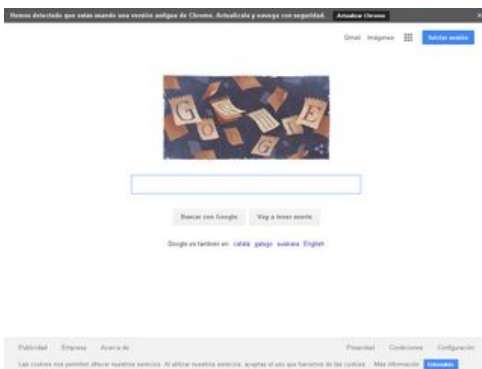 Hemos detectado que estás usando una versión antigua de Chrome. Actualízala y navega con seguridad. Actualizar Chrome ×
Gmail Imágenes Iniciar sesión
GOOGLE
Buscar con Google Voy a tener suerte
Google.es también en: català galego euskara English
Publicidad Empresa Acerca de Privacidad Condiciones Configuración
Las cookies nos permiten ofrecer nuestros servicios. Al utilizar nuestros servicios, aceptas el uso que hacemos de las cookies. Más información Entendido